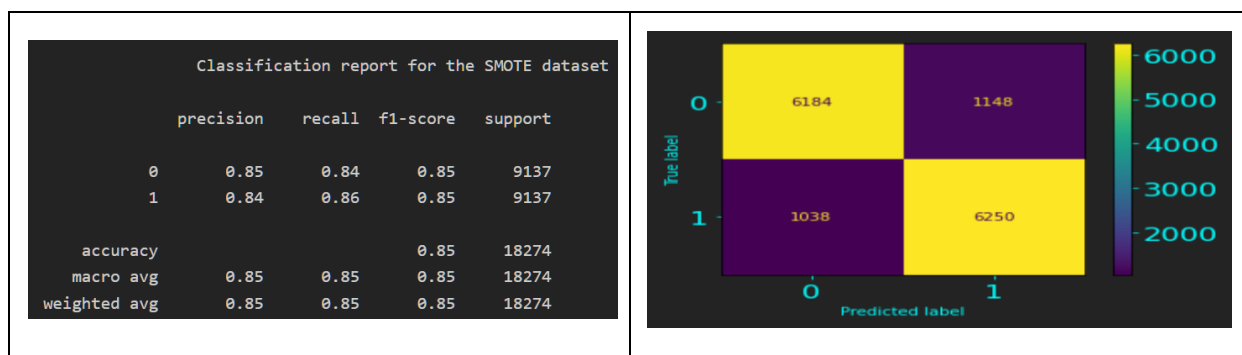 Classification report for the SMOTE dataset
precision recall f1-score support
0 0.85 0.84 0.85 9137
1 0.84 0.86 0.85 9137
accuracy 0.85 18274
macro avg 0.85 0.85 0.85 18274
weighted avg 0.85 0.85 0.85 18274
True label
0
6184 1148
1
1038 6250
0 1
Predicted label
6000
5000
4000
3000
2000